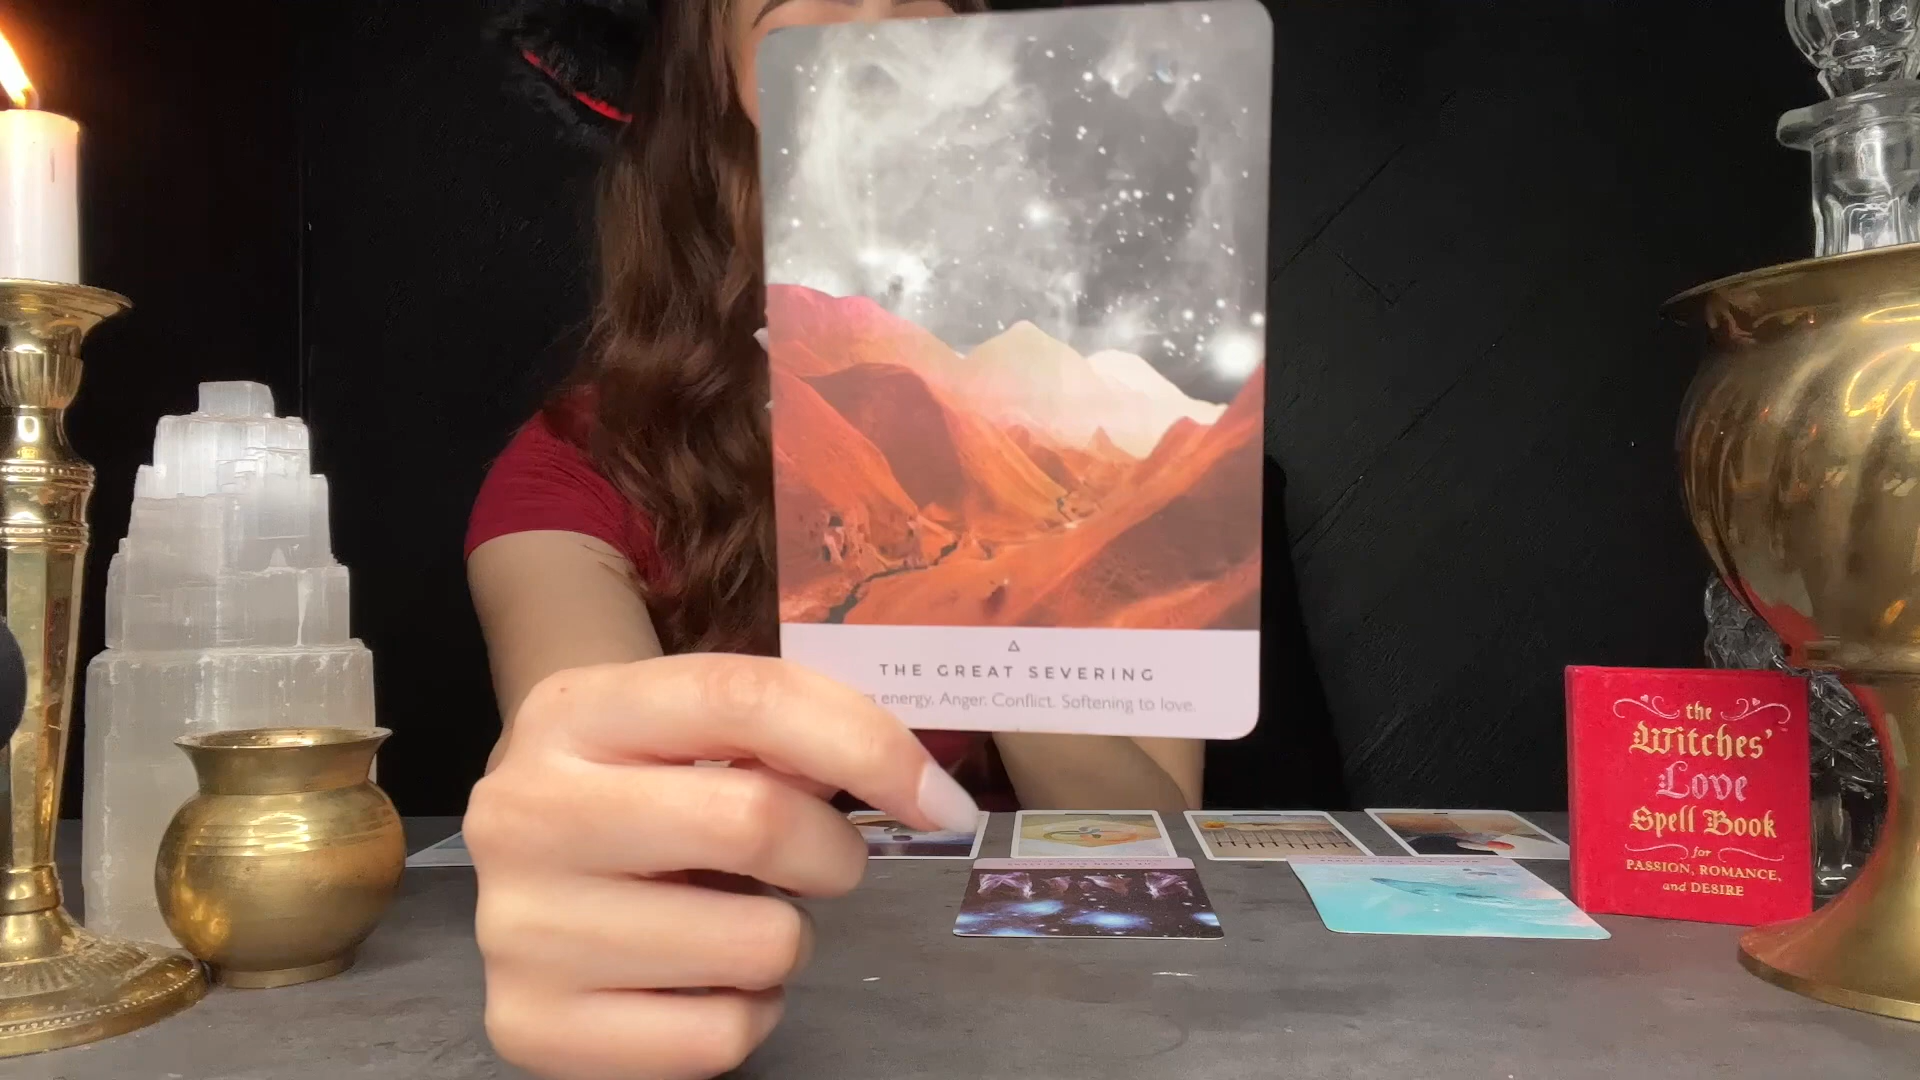 THE GREAT SEVERING
energy. Anger. Conflict. Softening to love.
the
Witches'
Love
Spell Book
for
PASSION, ROMANCE,
and DESIRE